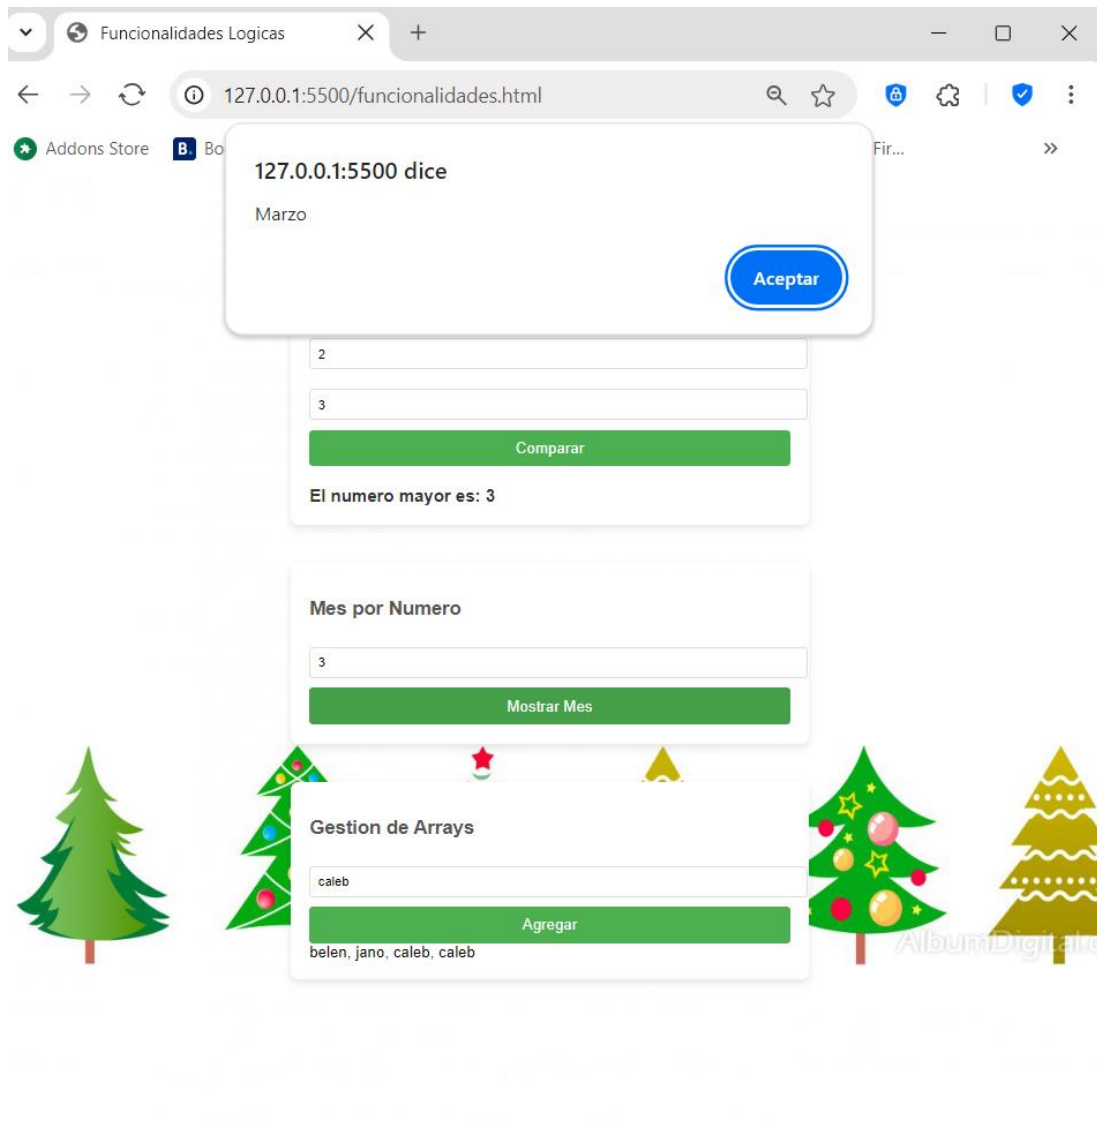 Funcionalidades Logicas
127.0.0.1:5500/funcionalidades.html
Addons Store B. Bo Fir...
127.0.0.1:5500 dice
Marzo
Aceptar
2
3
Comparar
El numero mayor es: 3
Mes por Numero
3
Mostrar Mes
Gestion de Arrays
caleb
Agregar
belen, jano, caleb, caleb